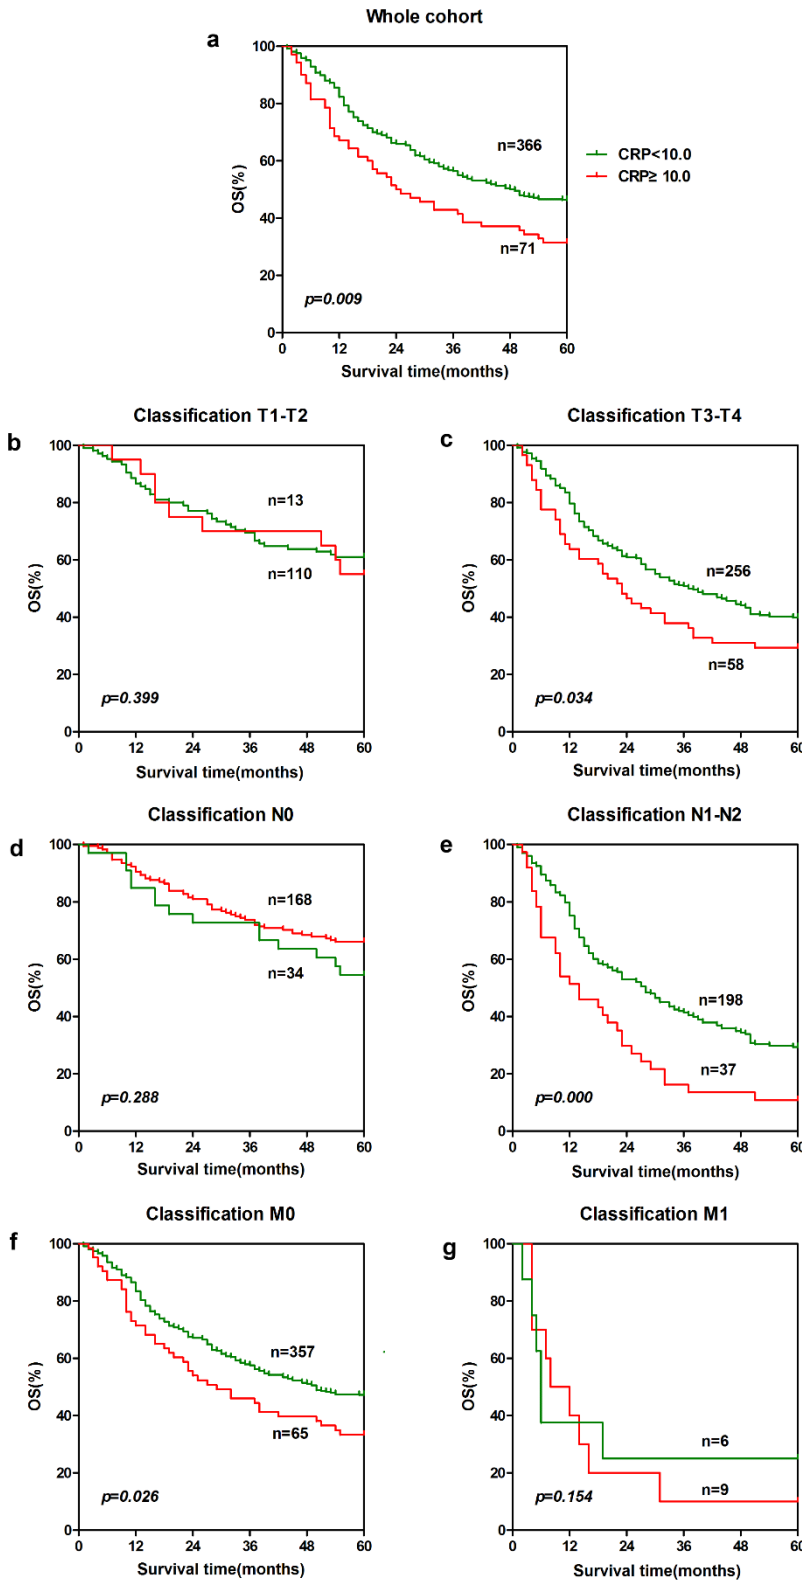 Whole cohort
a
100
80
60
40
20
0
OS(%)
n=366
n=71
p=0.009
CRP<10.0
CRP≥ 10.0
0 12 24 36 48 60
Survival time(months)
Classification T1-T2
b
100
80
60
40
20
0
OS(%)
n=13
n=110
p=0.399
0 12 24 36 48 60
Survival time(months)
Classification T3-T4
c
100
80
60
40
20
0
OS(%)
n=256
n=58
p=0.034
0 12 24 36 48 60
Survival time(months)
Classification N0
d
100
80
60
40
20
0
OS(%)
n=168
n=34
p=0.288
0 12 24 36 48 60
Survival time(months)
Classification N1-N2
e
100
80
60
40
20
0
OS(%)
n=198
n=37
p=0.000
0 12 24 36 48 60
Survival time(months)
Classification M0
f
100
80
60
40
20
0
OS(%)
n=357
n=65
p=0.026
0 12 24 36 48 60
Survival time(months)
Classification M1
g
100
80
60
40
20
0
OS(%)
n=6
n=9
p=0.154
0 12 24 36 48 60
Survival time(months)